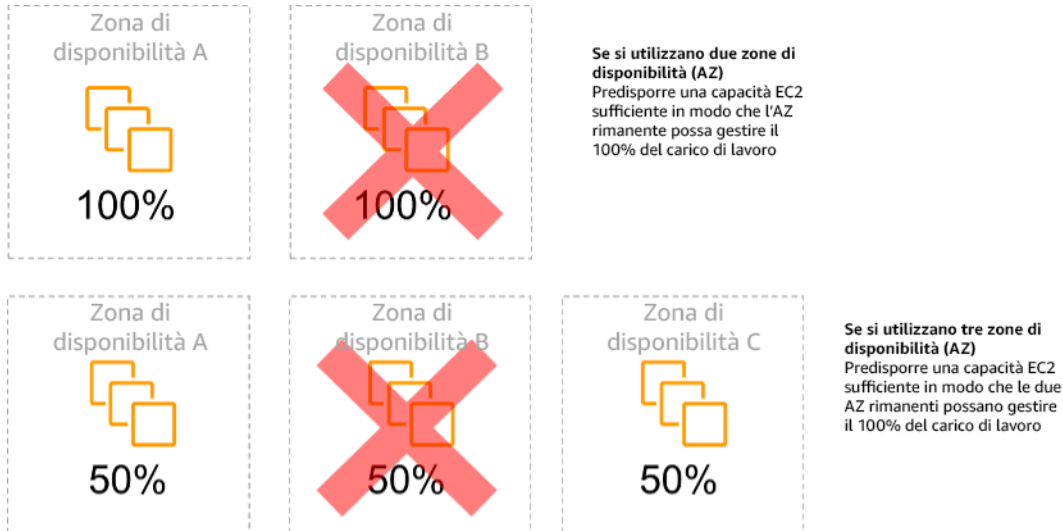 Zona di
disponibilità A
100%
Zona di
disponibilità B
100%
Se si utilizzano due zone di
disponibilità (AZ)
Predisporre una capacità EC2
sufficiente in modo che l'AZ
rimanente possa gestire il
100% del carico di lavoro
Zona di
disponibilità A
50%
Zona di
disponibilità B
50%
Zona di
disponibilità C
50%
Se si utilizzano tre zone di
disponibilità (AZ)
Predisporre una capacità EC2
sufficiente in modo che le due
AZ rimanenti possano gestire
il 100% del carico di lavoro